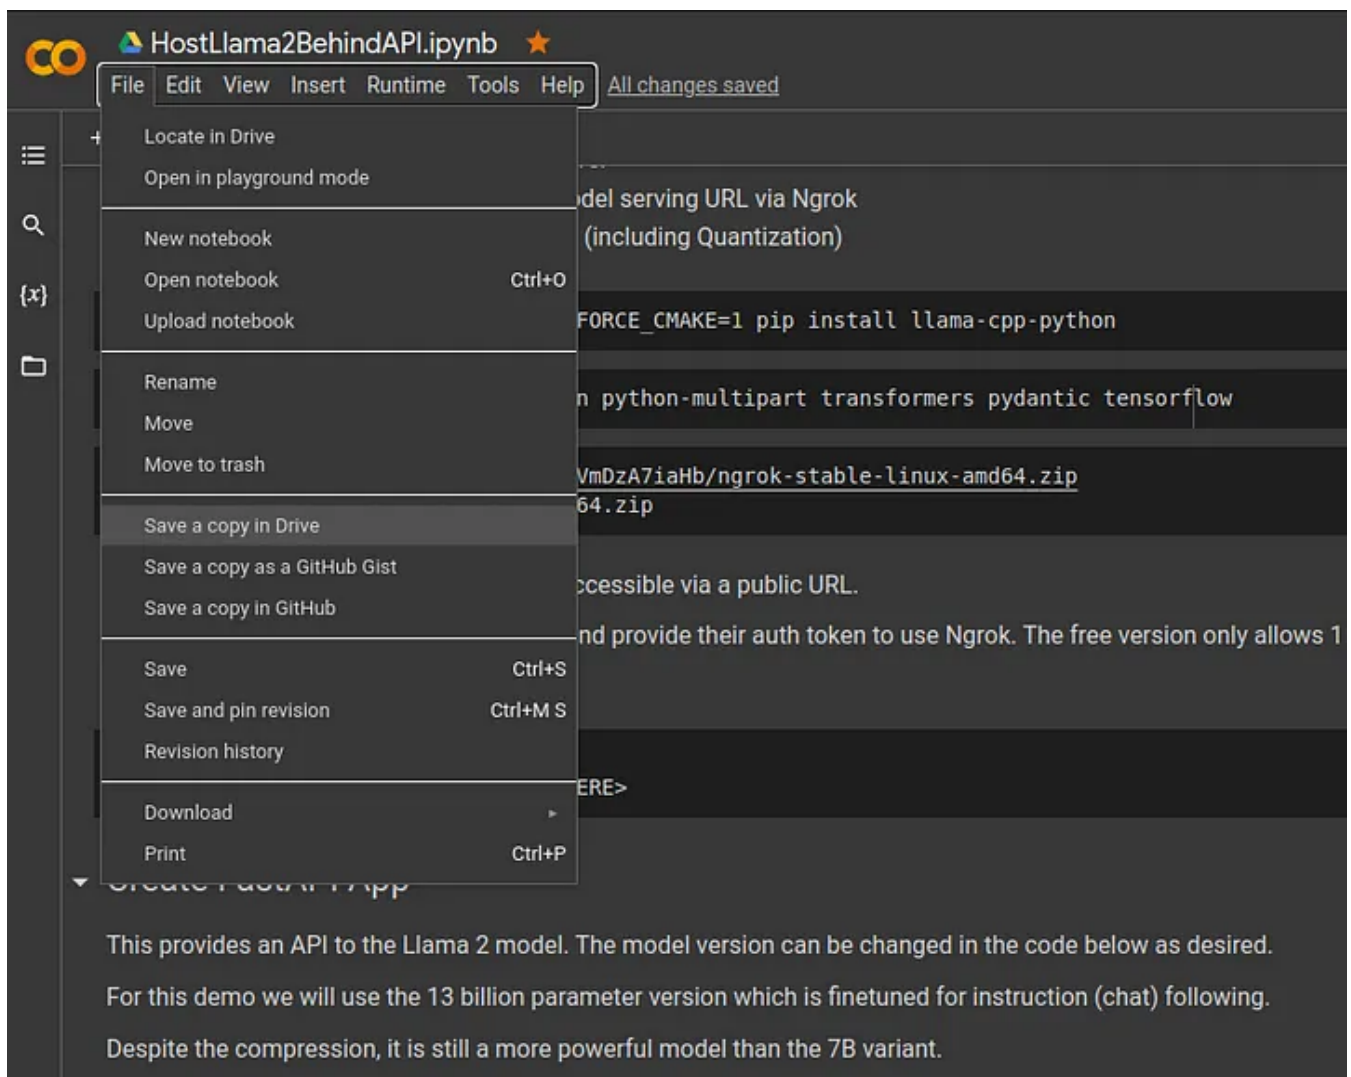 HostLlama2BehindAPI.ipynb
File Edit View Insert Runtime Tools Help All changes saved
Locate in Drive
Open in playground mode
del serving URL via Ngrok
New notebook
(including Quantization)
Open notebook Ctrl+O
Upload notebook
FORCE_CMAKE=1 pip install llama-cpp-python
Rename
n python-multipart transformers pydantic tensorflow
Move
Move to trash
VmDzA7iaHb/ngrok-stable-linux-amd64.zip
64.zip
Save a copy in Drive
Save a copy as a GitHub Gist
ccessible via a public URL.
Save a copy in GitHub
nd provide their auth token to use Ngrok. The free version only allows 1
Save Ctrl+S
Save and pin revision Ctrl+M S
Revision history
ERE>
Download
Print Ctrl+P
Create FastAPI App
This provides an API to the Llama 2 model. The model version can be changed in the code below as desired.
For this demo we will use the 13 billion parameter version which is finetuned for instruction (chat) following.
Despite the compression, it is still a more powerful model than the 7B variant.